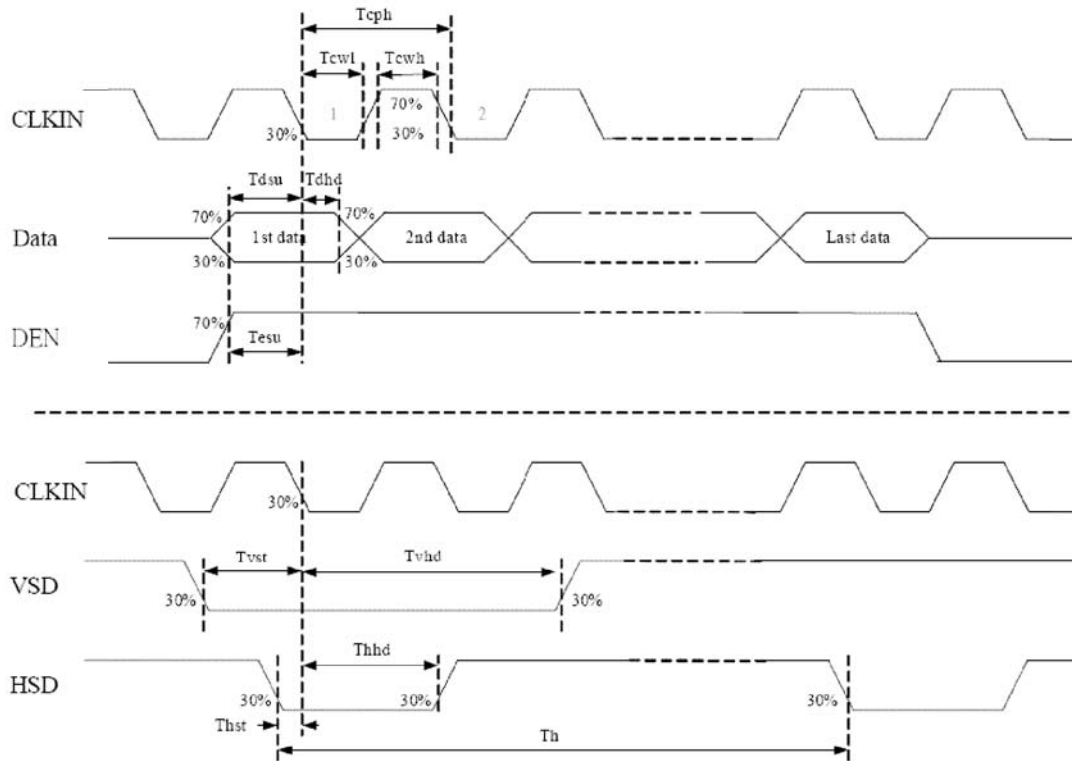 Tcph
Tcwl Tcwh
CLKIN 30% 1 70% 30% 2
Tdsu Tdhd
Data 70% 30% 1st data 70% 30% 2nd data Last data
DEN 70% Tesu
CLKIN 30%
Tvst Tvhd
VSD 30% 30%
Thhd
HSD 30% 30% 30%
Thst
Th